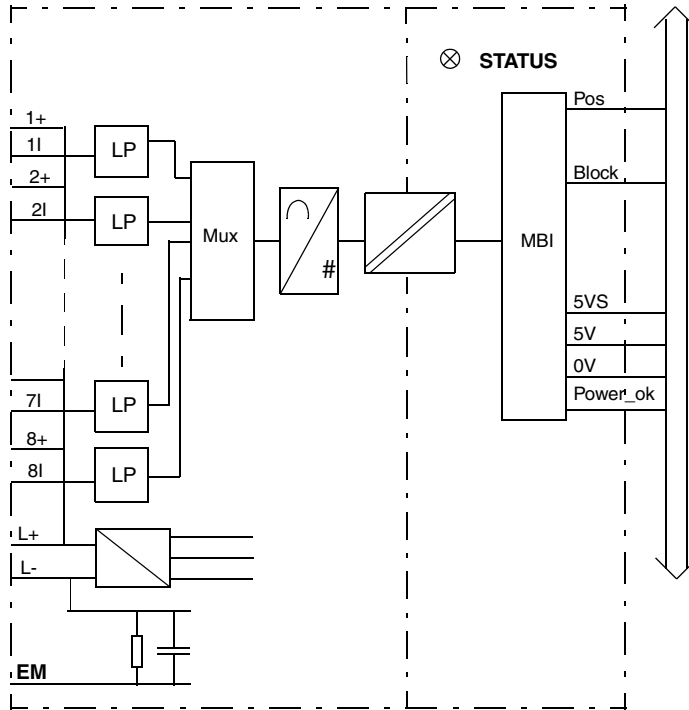 STATUS
1+
1I
2+
2I
LP
LP
Mux
#
MBI
Pos
Block
5VS
5V
0V
Power_ok
7I
8+
8I
LP
LP
L+
L-
EM